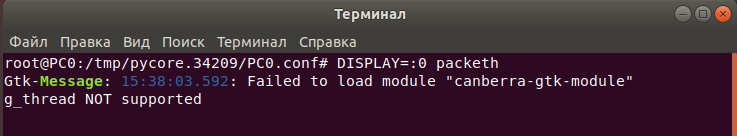 Терминал
Файл Правка Вид Поиск Терминал Справка
root@PC0:/tmp/pycore.34209/PC0.conf# DISPLAY=:0 packeth
Gtk-Message: 15:38:03.592: Failed to load module "canberra-gtk-module"
g_thread NOT supported